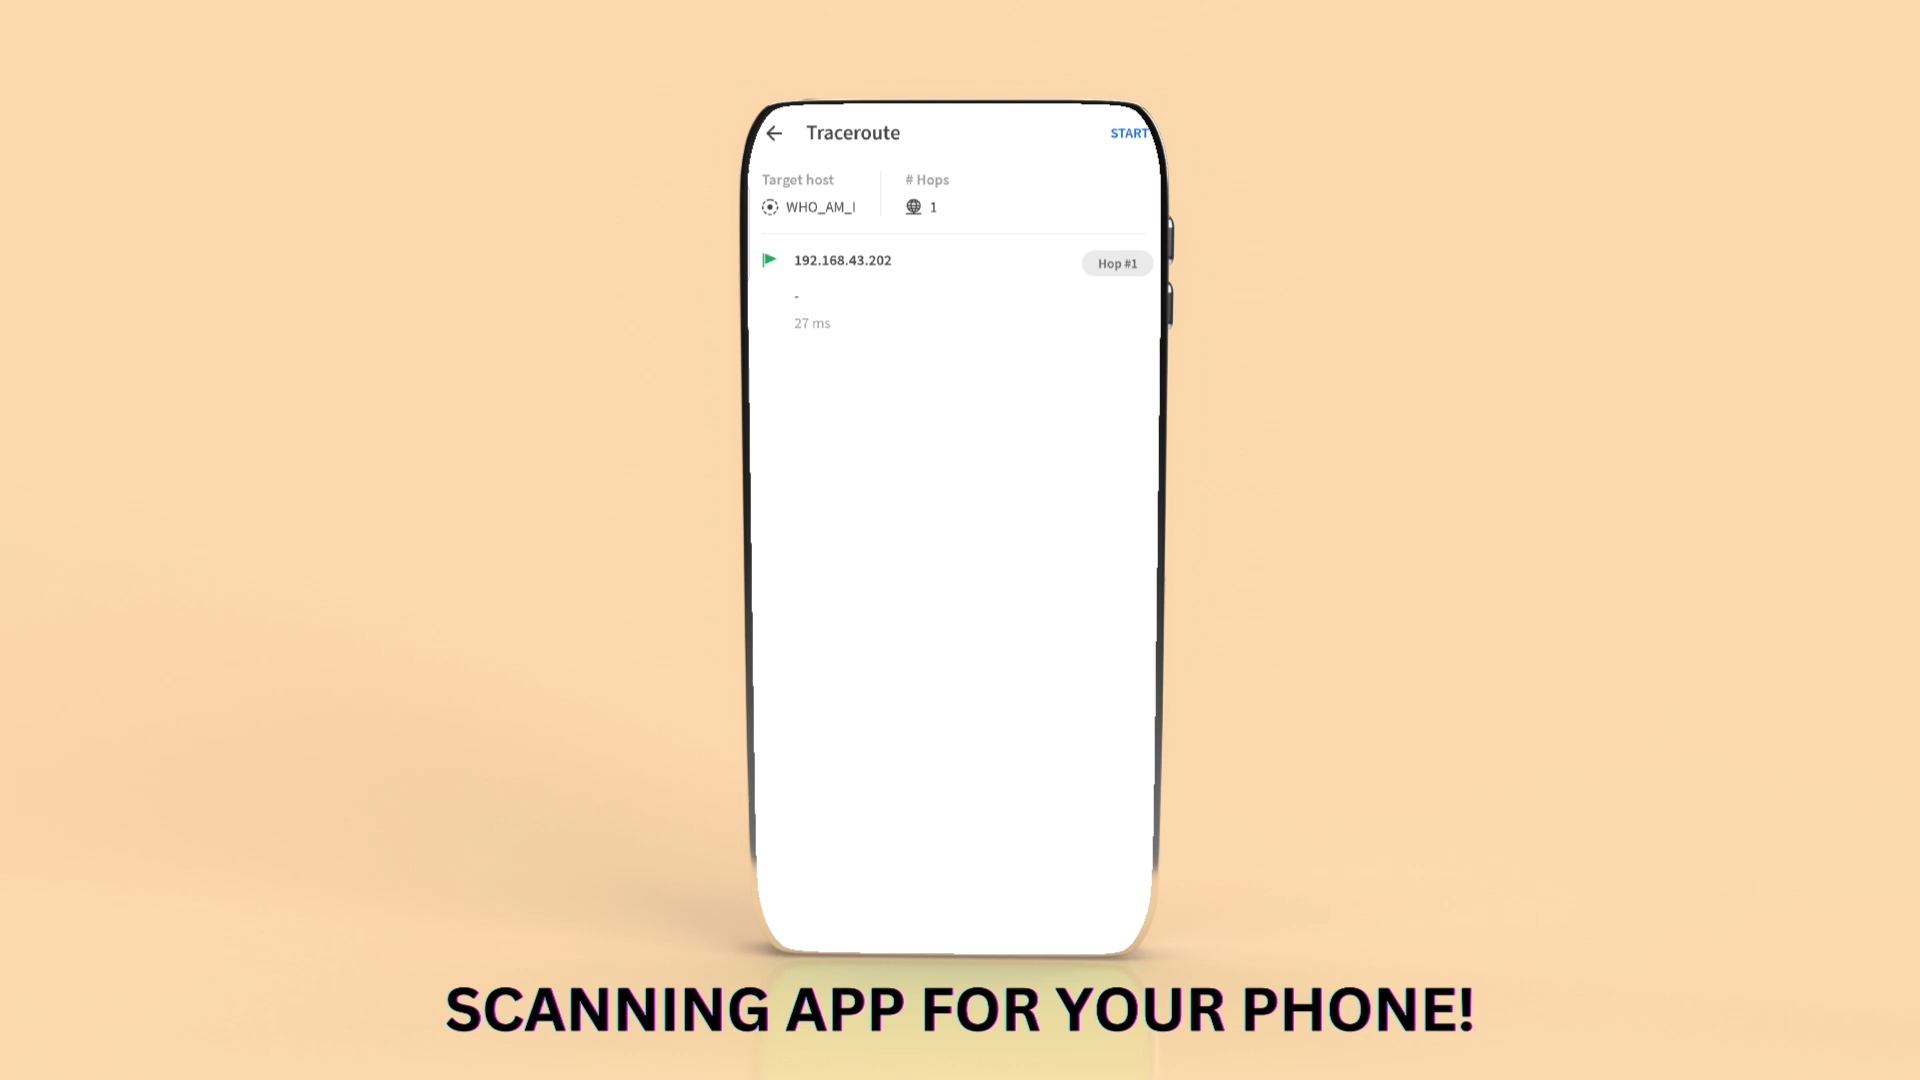 Traceroute
START
Target host
# Hops
WHO_AM_I
1
192.168.43.202
Hop #1
-
27 ms
SCANNING APP FOR YOUR PHONE!